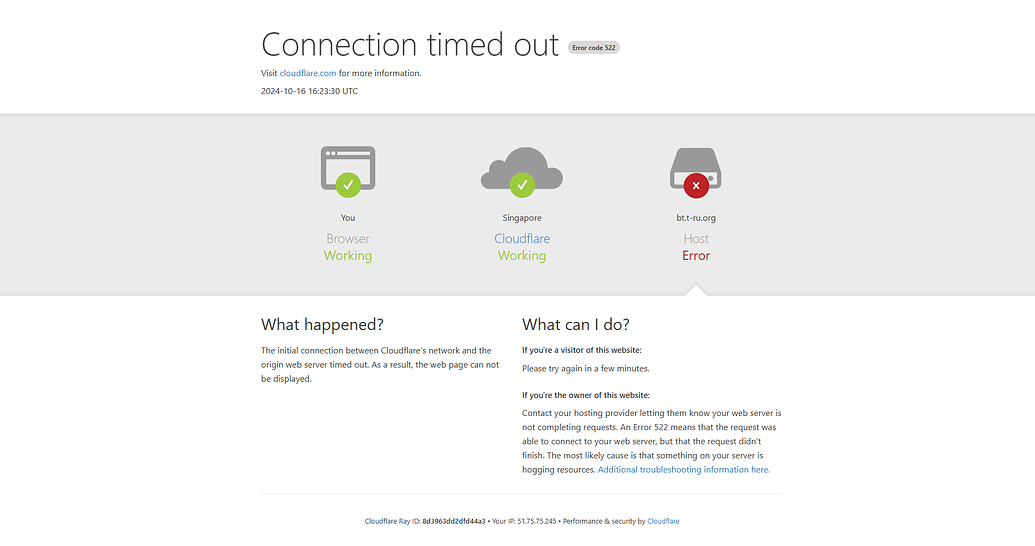 Connection timed out Error code 522
Visit cloudflare.com for more information.
2024-10-16 16:23:30 UTC
You
Browser
Working
Singapore
Cloudflare
Working
bt.t-ru.org
Host
Error
What happened?
The initial connection between Cloudflare's network and the
origin web server timed out. As a result, the web page can not
be displayed.
What can I do?
If you're a visitor of this website:
Please try again in a few minutes.
If you're the owner of this website:
Contact your hosting provider letting them know your web server is
not completing requests. An Error 522 means that the request was
able to connect to your web server, but that the request didn't
finish. The most likely cause is that something on your server is
hogging resources. Additional troubleshooting information here.
Cloudflare Ray ID: 8d3963dd2dfd44a3 • Your IP: 51.75.75.245 • Performance & security by Cloudflare